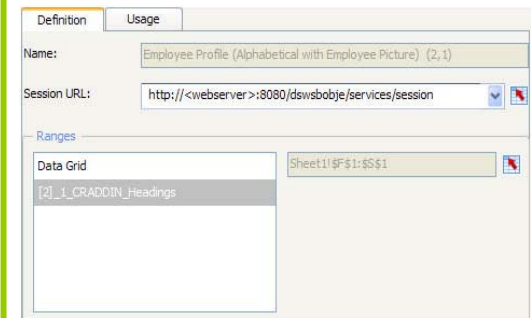 Definition Usage
Name: Employee Profile (Alphabetical with Employee Picture) (2,1)
Session URL: http://<webserver>:8080/dswsbobje/services/session
Ranges
Data Grid Sheet1!$F$1:$S$1
[2]_1_CRADDIN_Headings